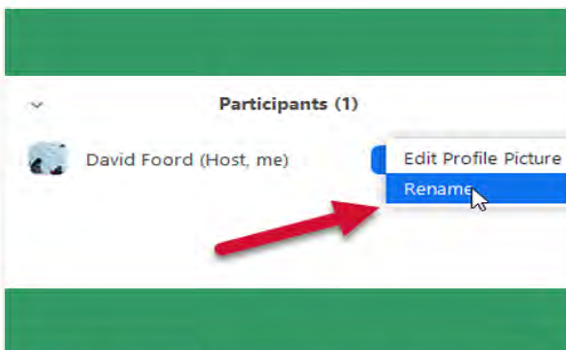 Participants (1)
David Foord (Host, me)
Edit Profile Picture
Rename